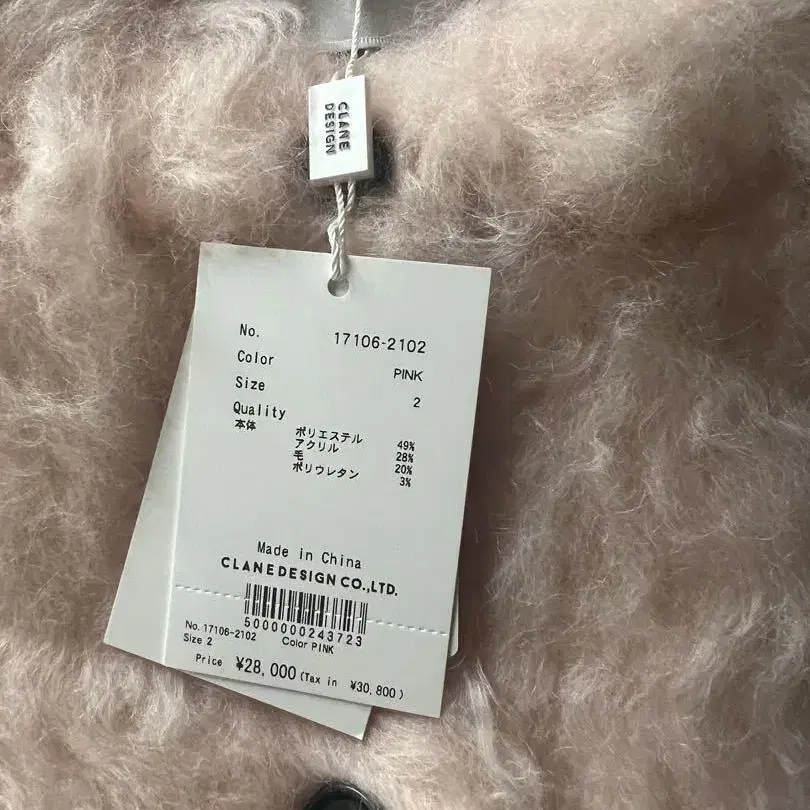 CLANE
DESIGN
No. 17106-2102
Color PINK
Size 2
Quality
本体 ポリエステル 49%
アクリル 28%
毛 20%
ポリウレタン 3%
Made in China
CLANEDESIGN CO.,LTD.
5000000243723
No. 17106-2102
Size 2 Color PINK
Price ¥28,000 (Tax in ¥30,800)